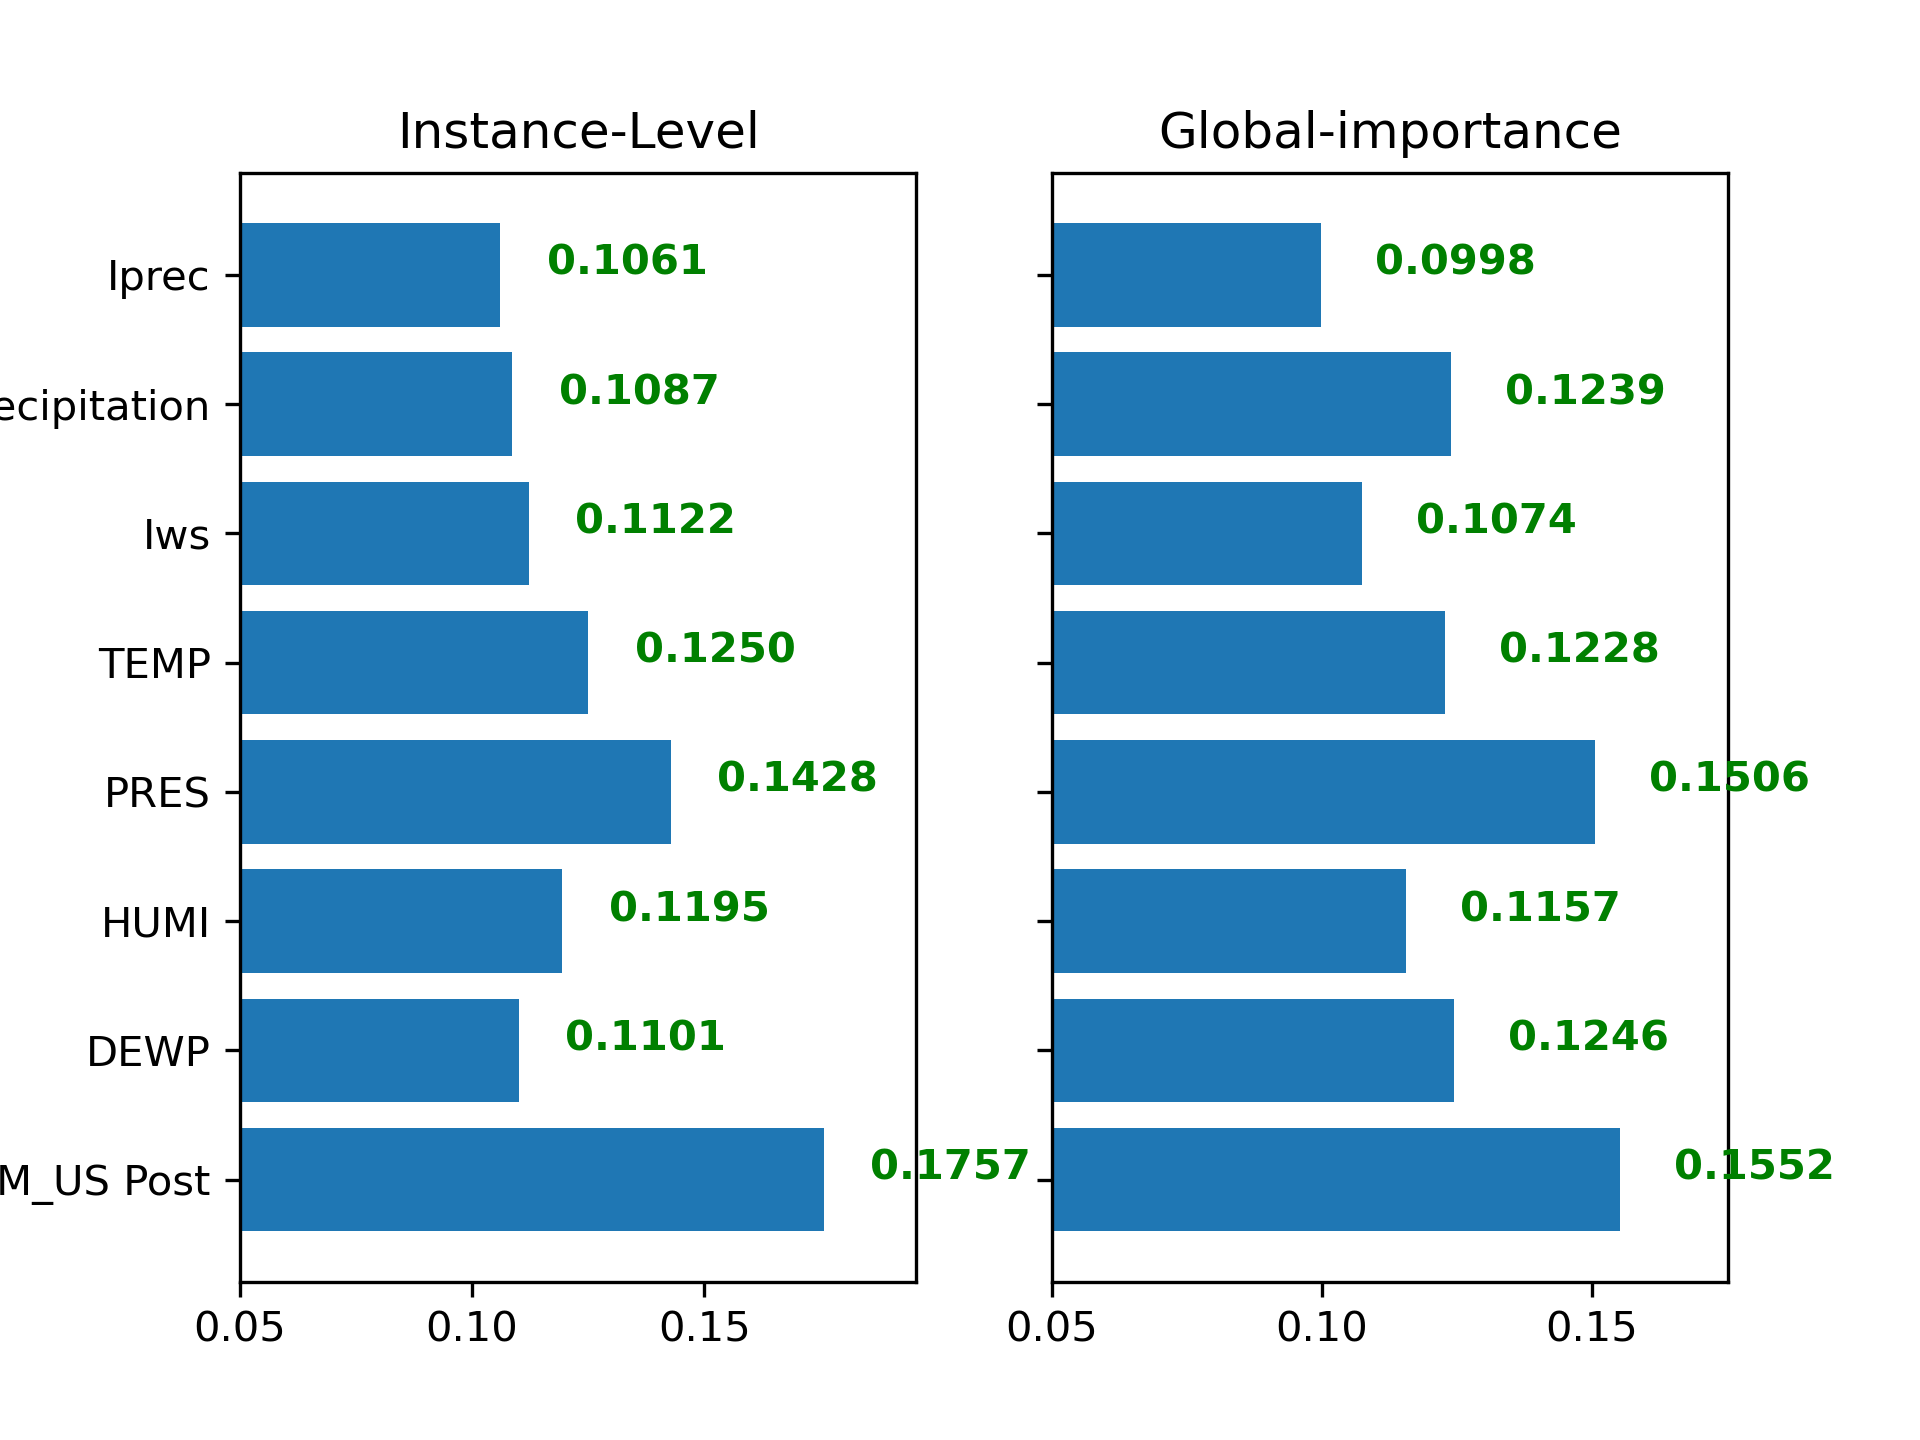 Instance-Level Global-importance
Iprec 0.1061 0.0998
ecipitation 0.1087 0.1239
Iws 0.1122 0.1074
TEMP 0.1250 0.1228
PRES 0.1428 0.1506
HUMI 0.1195 0.1157
DEWP 0.1101 0.1246
M_US Post 0.1757 0.1552
0.05 0.10 0.15 0.05 0.10 0.15